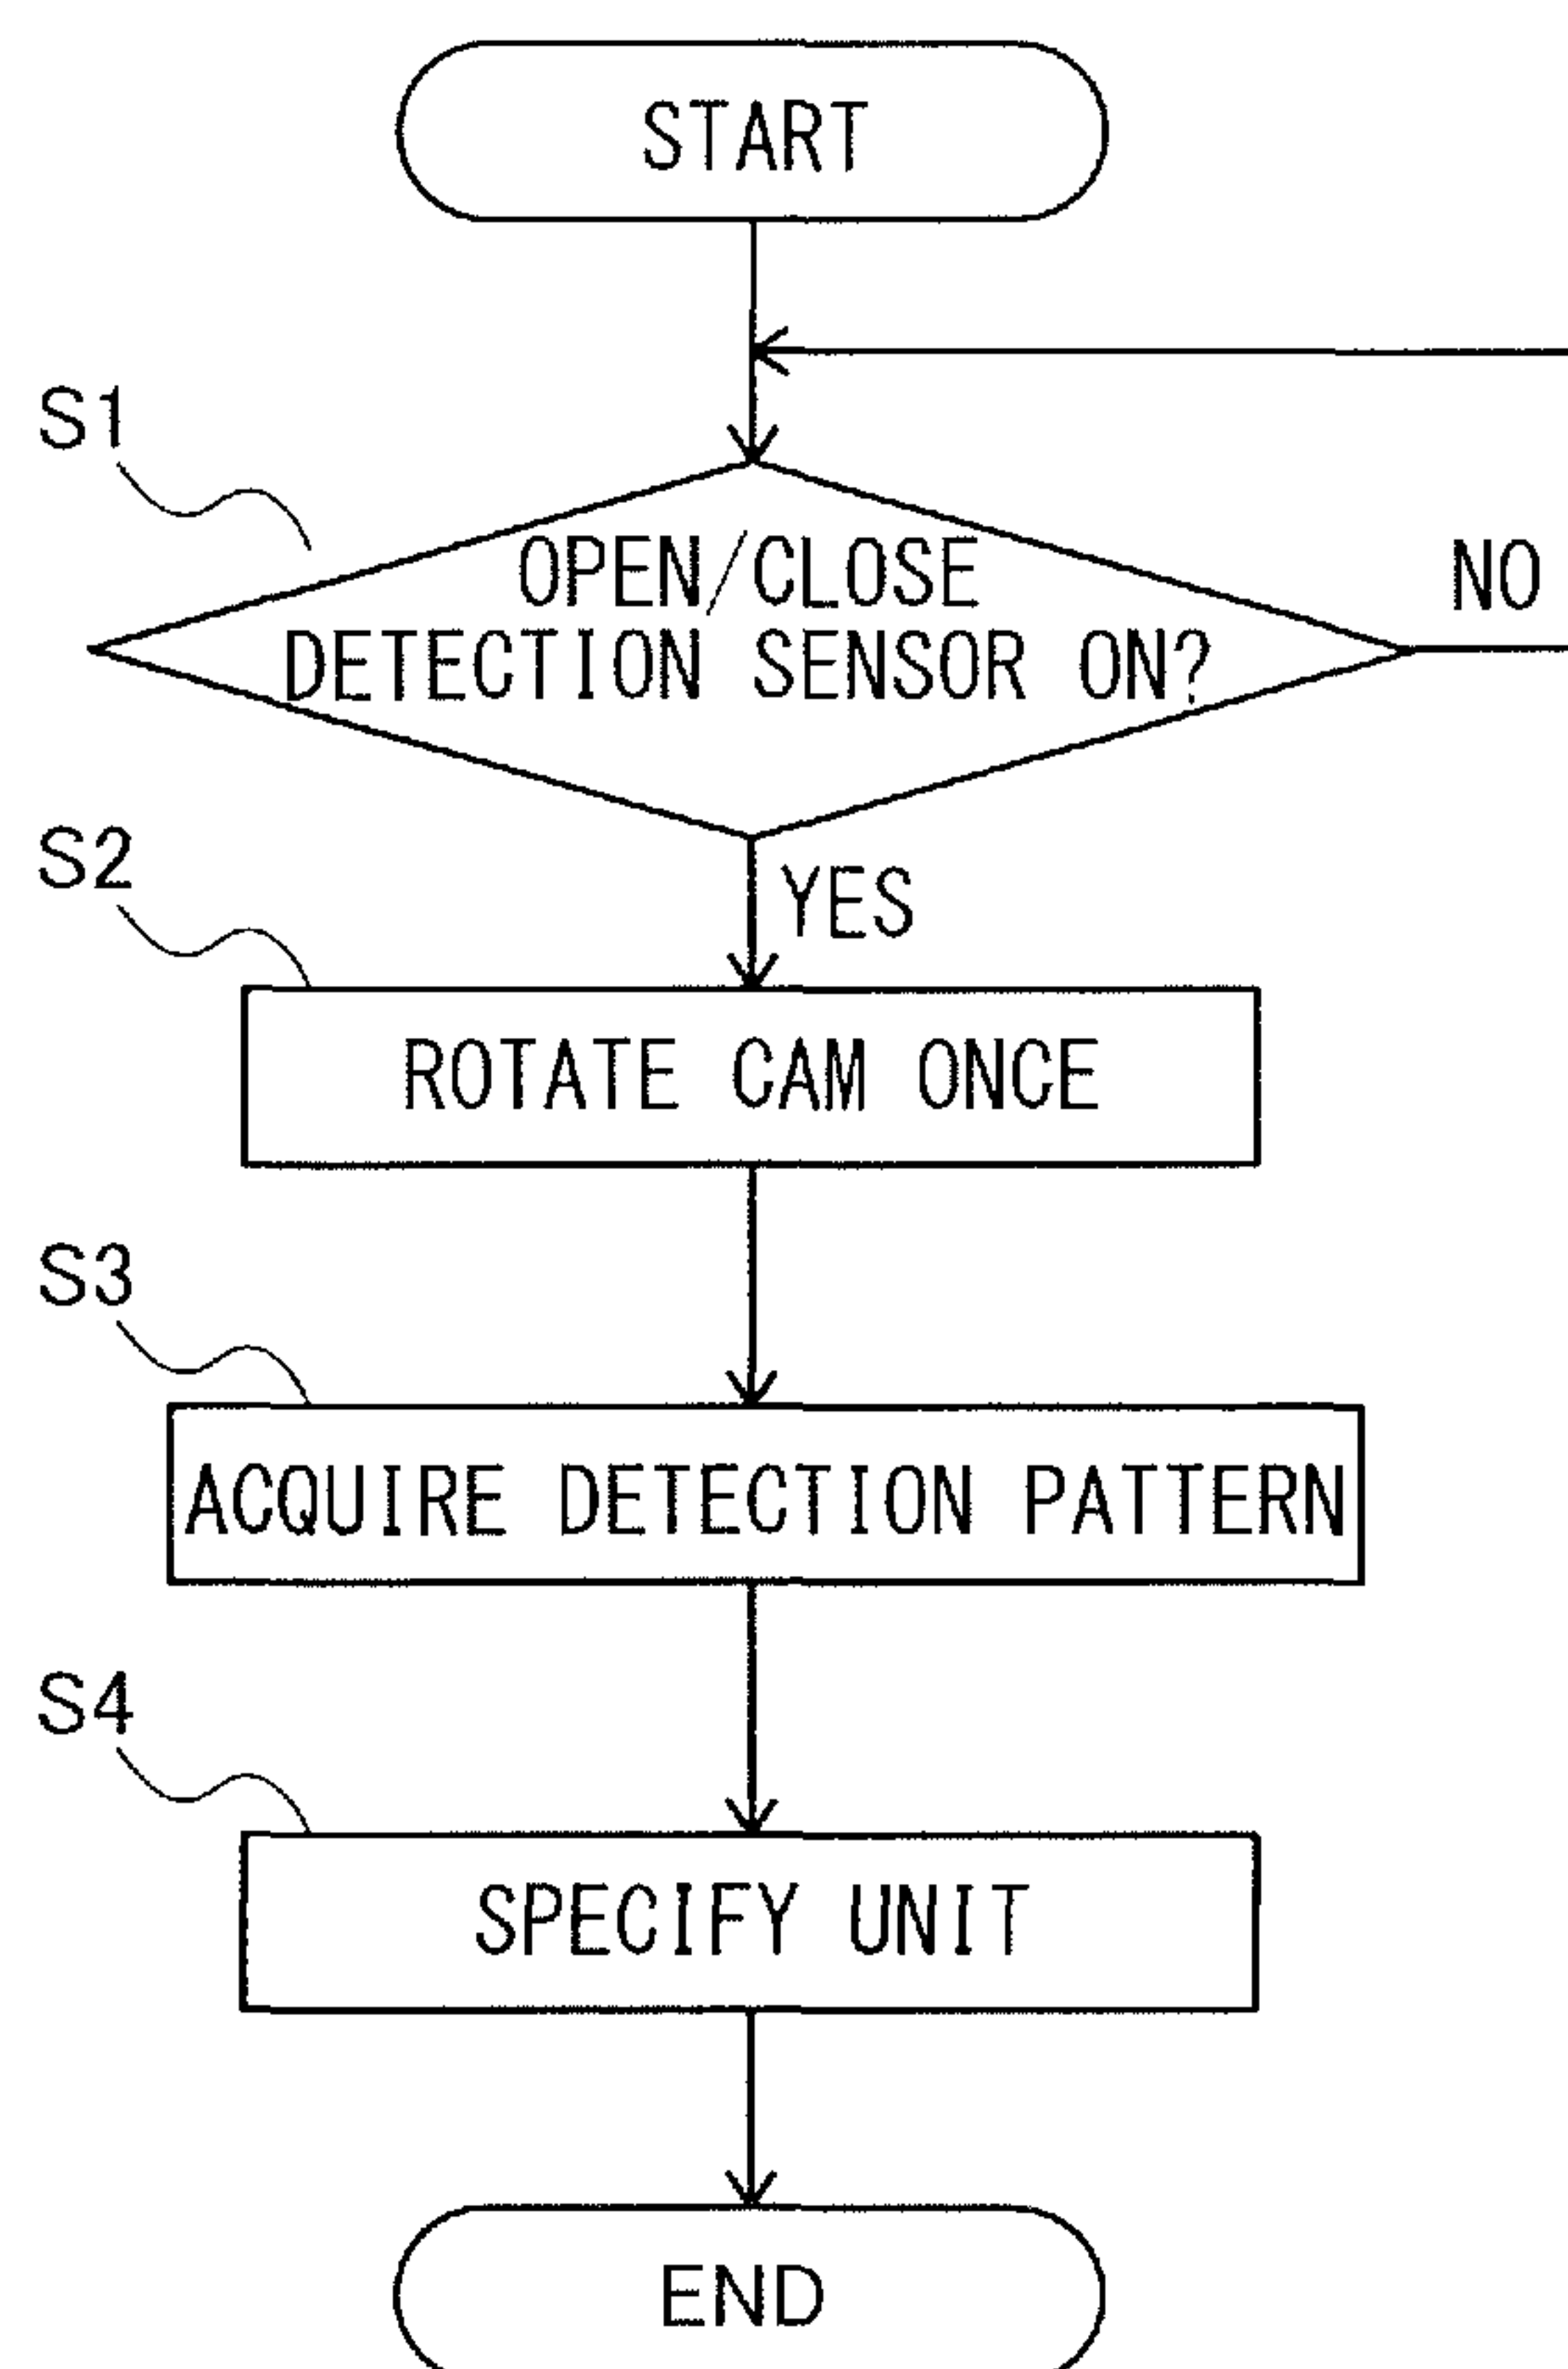 START
S1
OPEN/CLOSE
DETECTION SENSOR ON?
NO
YES
S2
ROTATE CAM ONCE
S3
ACQUIRE DETECTION PATTERN
S4
SPECIFY UNIT
END